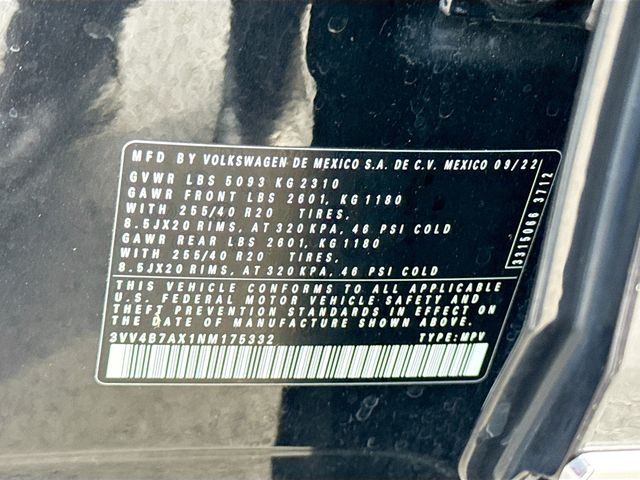 MFD BY VOLKSWAGEN DE MEXICO S.A. DE C.V. MEXICO 09/22
GVWR LBS 5093 KG 2310
GAWR FRONT LBS 2601, KG 1180
WITH 255/40 R20 TIRES,
8.5JX20 RIMS, AT 320 KPA, 46 PSI COLD
GAWR REAR LBS 2601, KG 1180
WITH 255/40 R20 TIRES,
8.5JX20 RIMS, AT 320 KPA, 46 PSI COLD
THIS VEHICLE CONFORMS TO ALL APPLICABLE
U.S. FEDERAL MOTOR VEHICLE SAFETY AND
THEFT PREVENTION STANDARDS IN EFFECT ON
THE DATE OF MANUFACTURE SHOWN ABOVE.
3VV4B7AX1NM175332 TYPE: MPV
3315066 3712